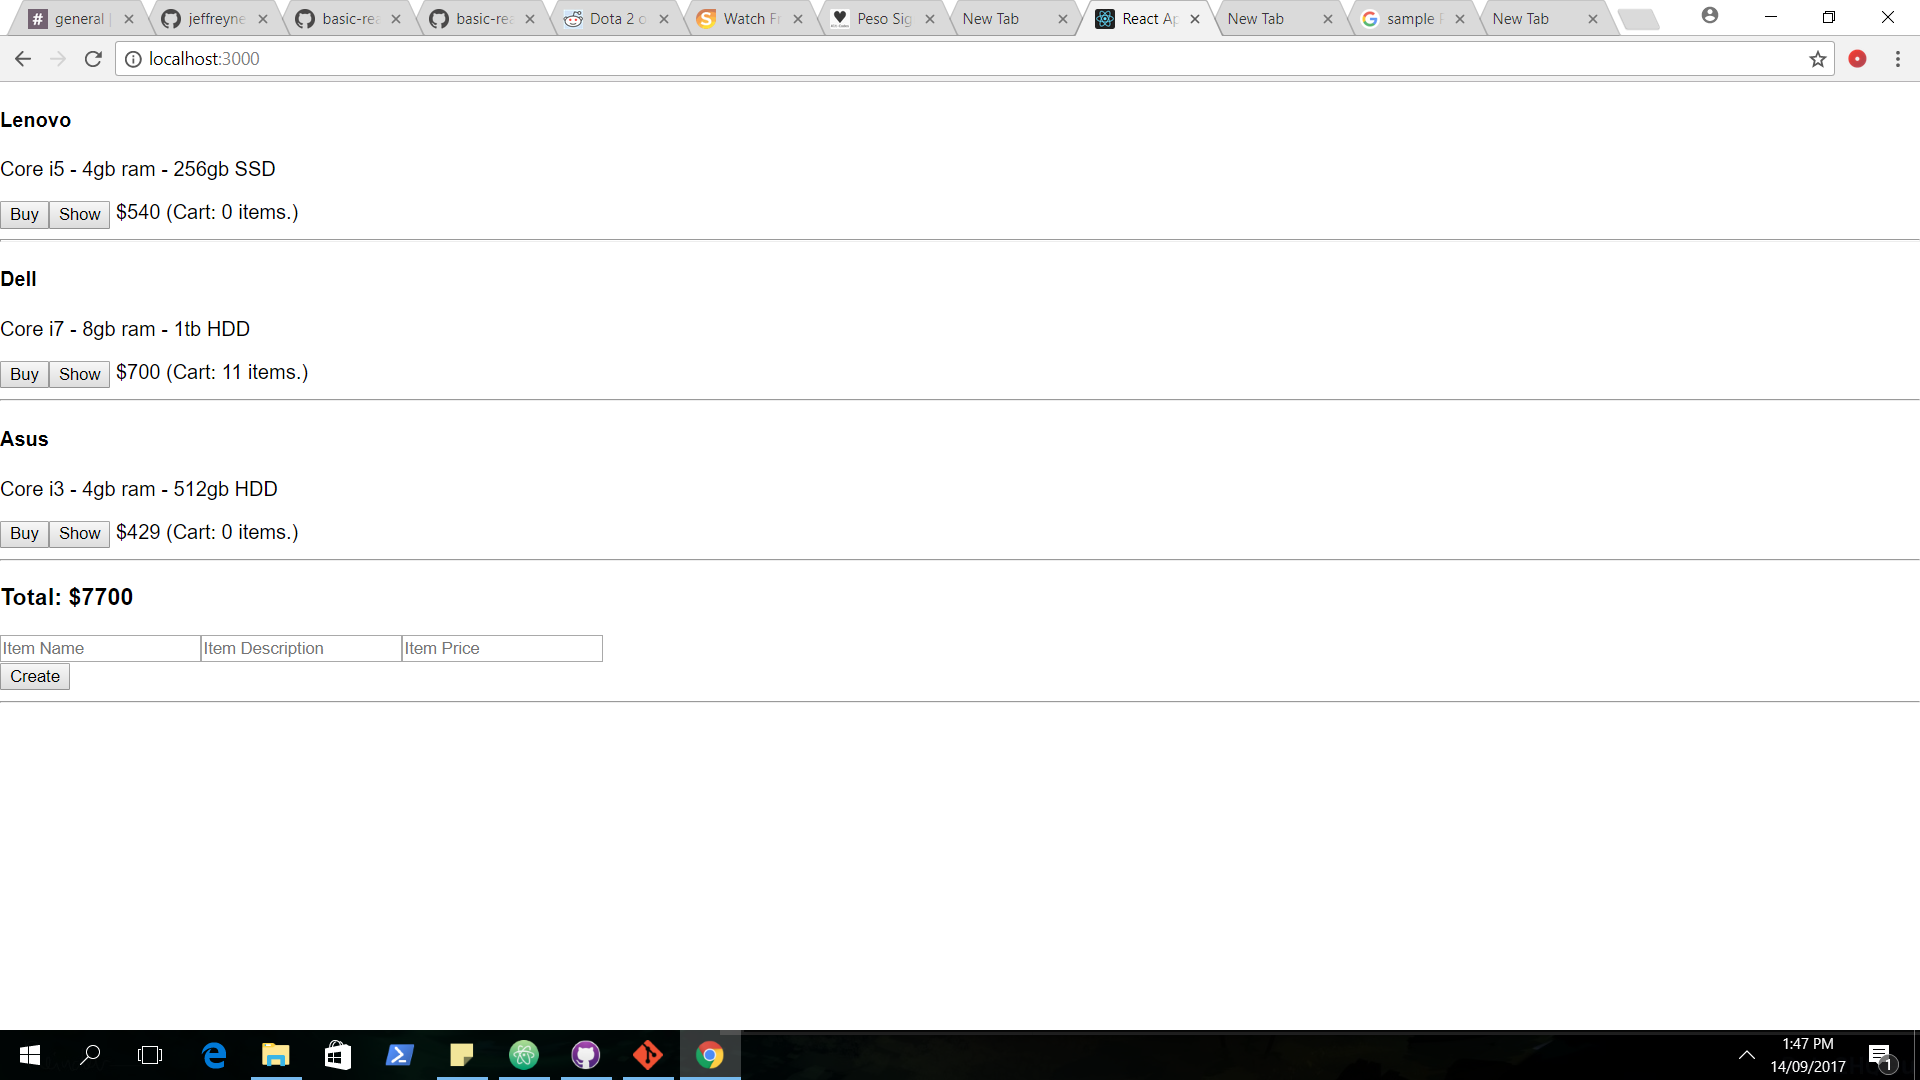 general | jeffreyne basic-rea basic-rea Dota 2 o Watch Fr Peso Sig New Tab React Ap New Tab sample New Tab
localhost:3000
Lenovo
Core i5 - 4gb ram - 256gb SSD
Buy Show $540 (Cart: 0 items.)
Dell
Core i7 - 8gb ram - 1tb HDD
Buy Show $700 (Cart: 11 items.)
Asus
Core i3 - 4gb ram - 512gb HDD
Buy Show $429 (Cart: 0 items.)
Total: $7700
Item Name Item Description Item Price
Create
1:47 PM
14/09/2017
1